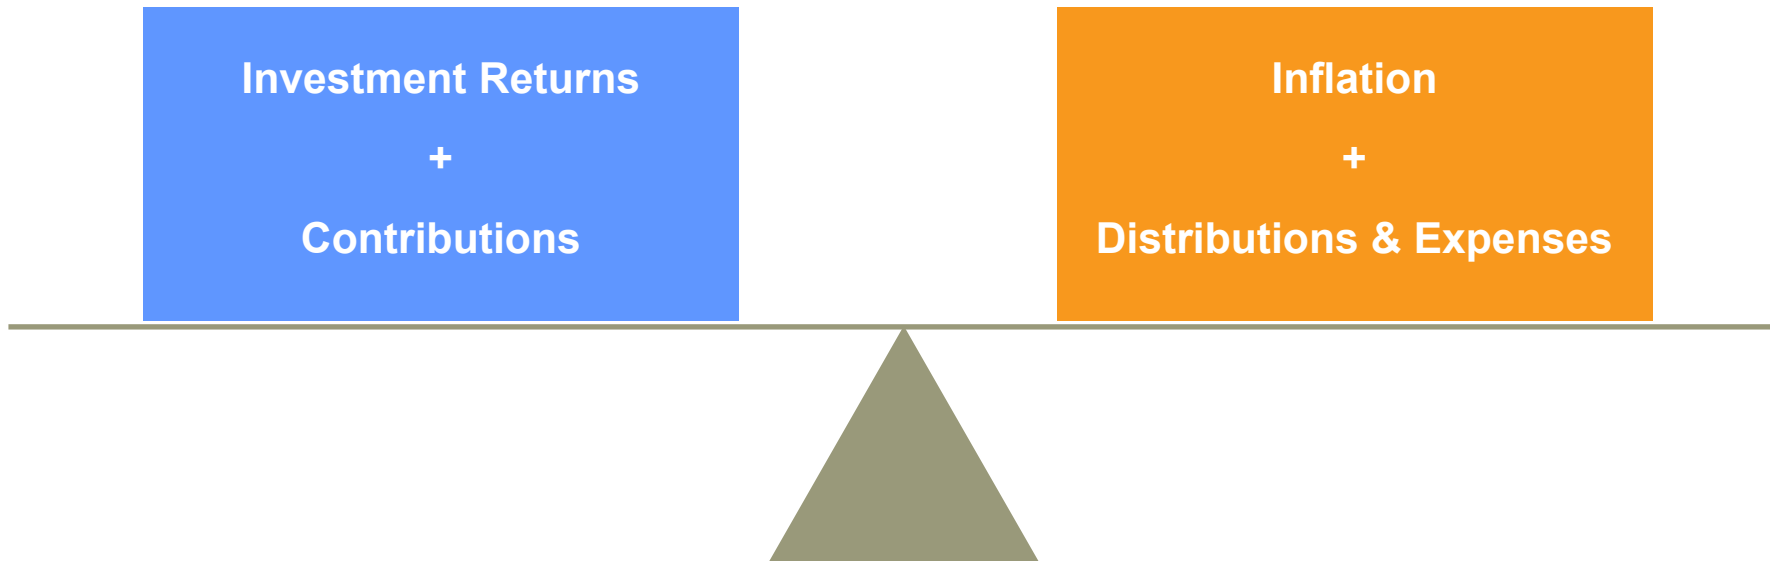 Investment Returns
+
Contributions
Inflation
+
Distributions & Expenses